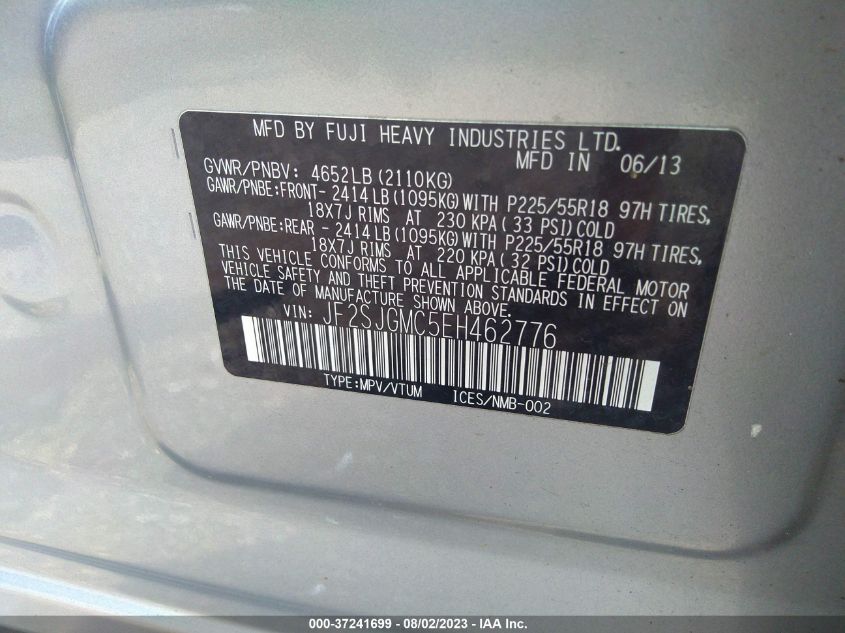 MFD BY FUJI HEAVY INDUSTRIES LTD.
MFD IN 06/13
GVWR/PNBV: 4652LB(2110KG)
GAWR/PNBE:FRONT- 2414LB(1095KG)WITH P225/55R18 97H TIRES,
18X7J RIMS AT 230 KPA( 33 PSI)COLD
GAWR/PNBE:REAR - 2414LB(1095KG)WITH P225/55R18 97H TIRES,
18X7J RIMS AT 220 KPA( 32 PSI)COLD
THIS VEHICLE CONFORMS TO ALL APPLICABLE FEDERAL MOTOR
VEHICLE SAFETY AND THEFT PREVENTION STANDARDS IN EFFECT ON
THE DATE OF MANUFACTURE SHOWN ABOVE.
VIN: JF2SJGMC5EH462776
TYPE:MPV/VTUM ICES/NMB-002
000-37241699 - 08/02/2023 - IAA Inc.